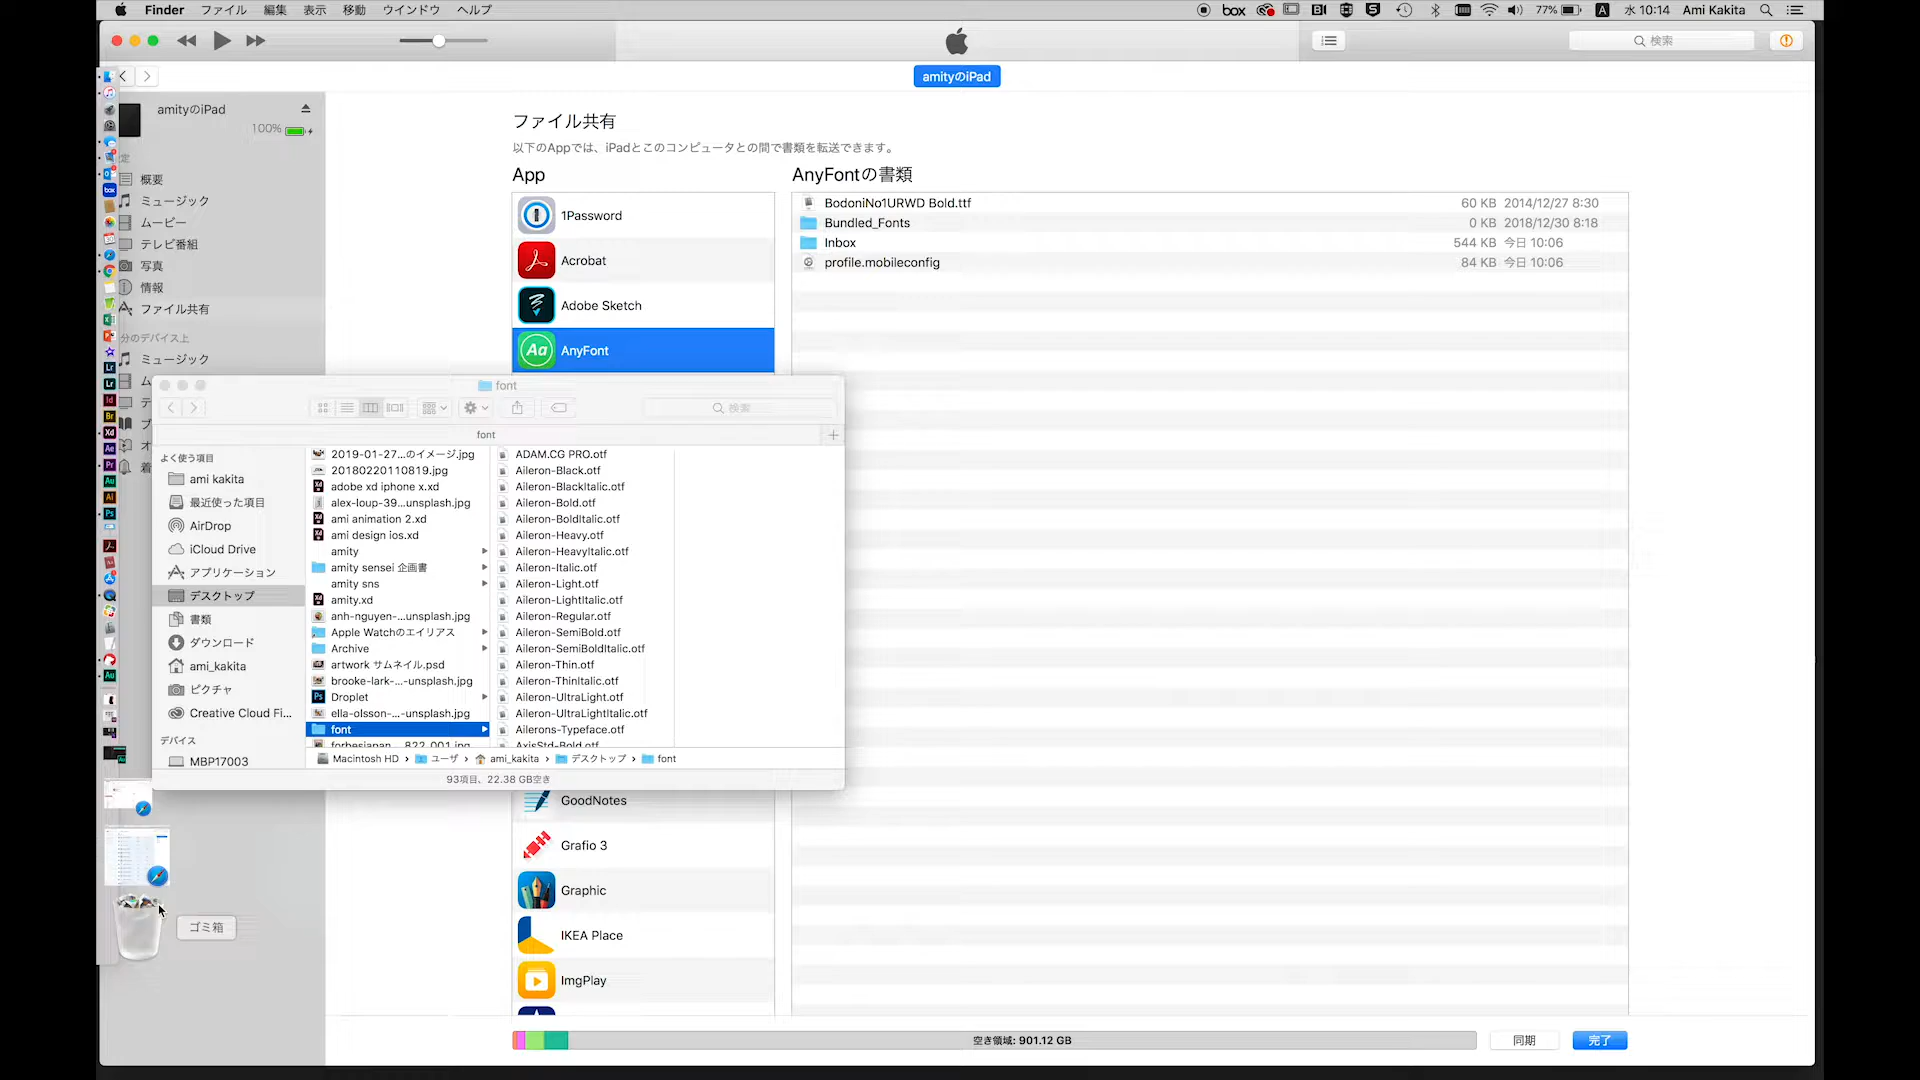 Finder ファイル 編集 表示 移動 ウインドウ ヘルプ
box 77% A 水 10:14 Ami Kakita
検索
amityのiPad
amityのiPad
100%
定
概要
ミュージック
ムービー
テレビ番組
写真
情報
ファイル共有
分のデバイス上
ミュージック
ム
テ
ブ
オ
着
ファイル共有
以下のAppでは、iPadとこのコンピュータとの間で書類を転送できます。
App
1Password
Acrobat
Adobe Sketch
AnyFont
GoodNotes
Grafio 3
Graphic
IKEA Place
ImgPlay
AnyFontの書類
BodoniNo1URWD Bold.ttf 60 KB 2014/12/27 8:30
Bundled_Fonts 0 KB 2018/12/30 8:18
Inbox 544 KB 今日 10:06
profile.mobileconfig 84 KB 今日 10:06
font
検索
font
よく使う項目
ami kakita
最近使った項目
AirDrop
iCloud Drive
アプリケーション
デスクトップ
書類
ダウンロード
ami_kakita
ピクチャ
Creative Cloud Fi...
デバイス
MBP17003
2019-01-27...のイメージ.jpg
20180220110819.jpg
adobe xd iphone x.xd
alex-loup-39...unsplash.jpg
ami animation 2.xd
ami design ios.xd
amity
amity sensei 企画書
amity sns
amity.xd
anh-nguyen-...unsplash.jpg
Apple Watchのエイリアス
Archive
artwork サムネイル.psd
brooke-lark-...-unsplash.jpg
Droplet
ella-olsson-...-unsplash.jpg
font
forbesjapan...822_001.jpg
ADAM.CG PRO.otf
Aileron-Black.otf
Aileron-BlackItalic.otf
Aileron-Bold.otf
Aileron-BoldItalic.otf
Aileron-Heavy.otf
Aileron-HeavyItalic.otf
Aileron-Italic.otf
Aileron-Light.otf
Aileron-LightItalic.otf
Aileron-Regular.otf
Aileron-SemiBold.otf
Aileron-SemiBoldItalic.otf
Aileron-Thin.otf
Aileron-ThinItalic.otf
Aileron-UltraLight.otf
Aileron-UltraLightItalic.otf
Ailerons-Typeface.otf
AxisStd-Bold.otf
Macintosh HD › ユーザ › ami_kakita › デスクトップ › font
93項目、22.38 GB空き
ゴミ箱
空き領域: 901.12 GB
同期
完了